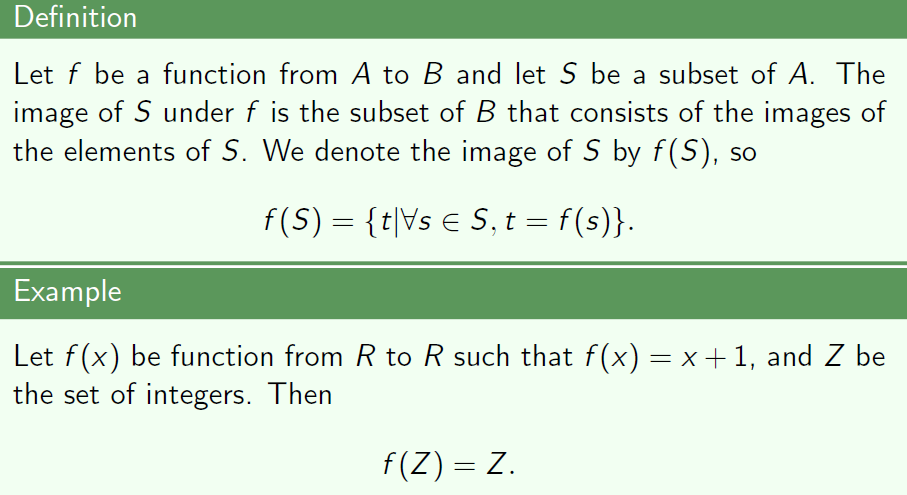 Definition
Let f be a function from A to B and let S be a subset of A. The
image of S under f is the subset of B that consists of the images of
the elements of S. We denote the image of S by f(S), so
f(S) = {t|∀s ∈ S, t = f(s)}.
Example
Let f(x) be function from R to R such that f(x) = x + 1, and Z be
the set of integers. Then
f(Z) = Z.